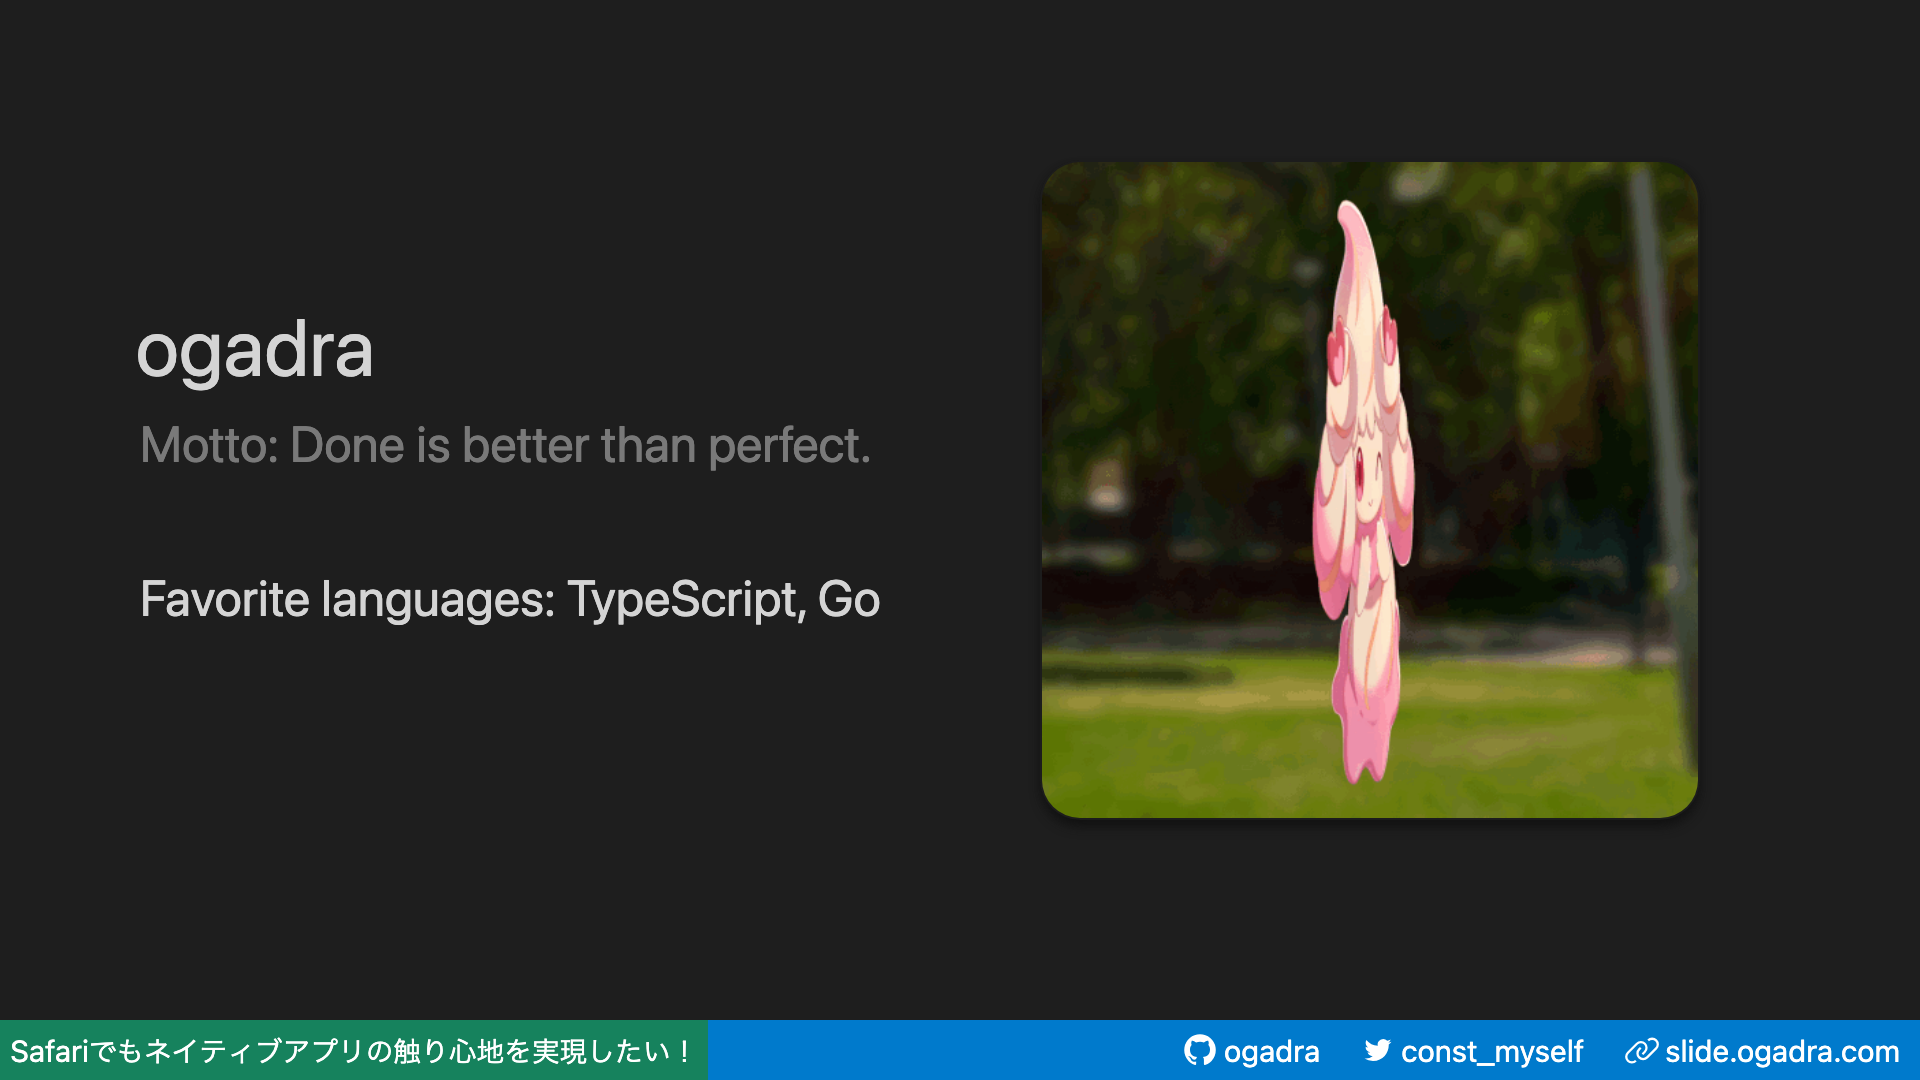 ogadra
Motto: Done is better than perfect.
Favorite languages: TypeScript, Go
Safariでもネイティブアプリの触り心地を実現したい！
ogadra
const_myself
slide.ogadra.com